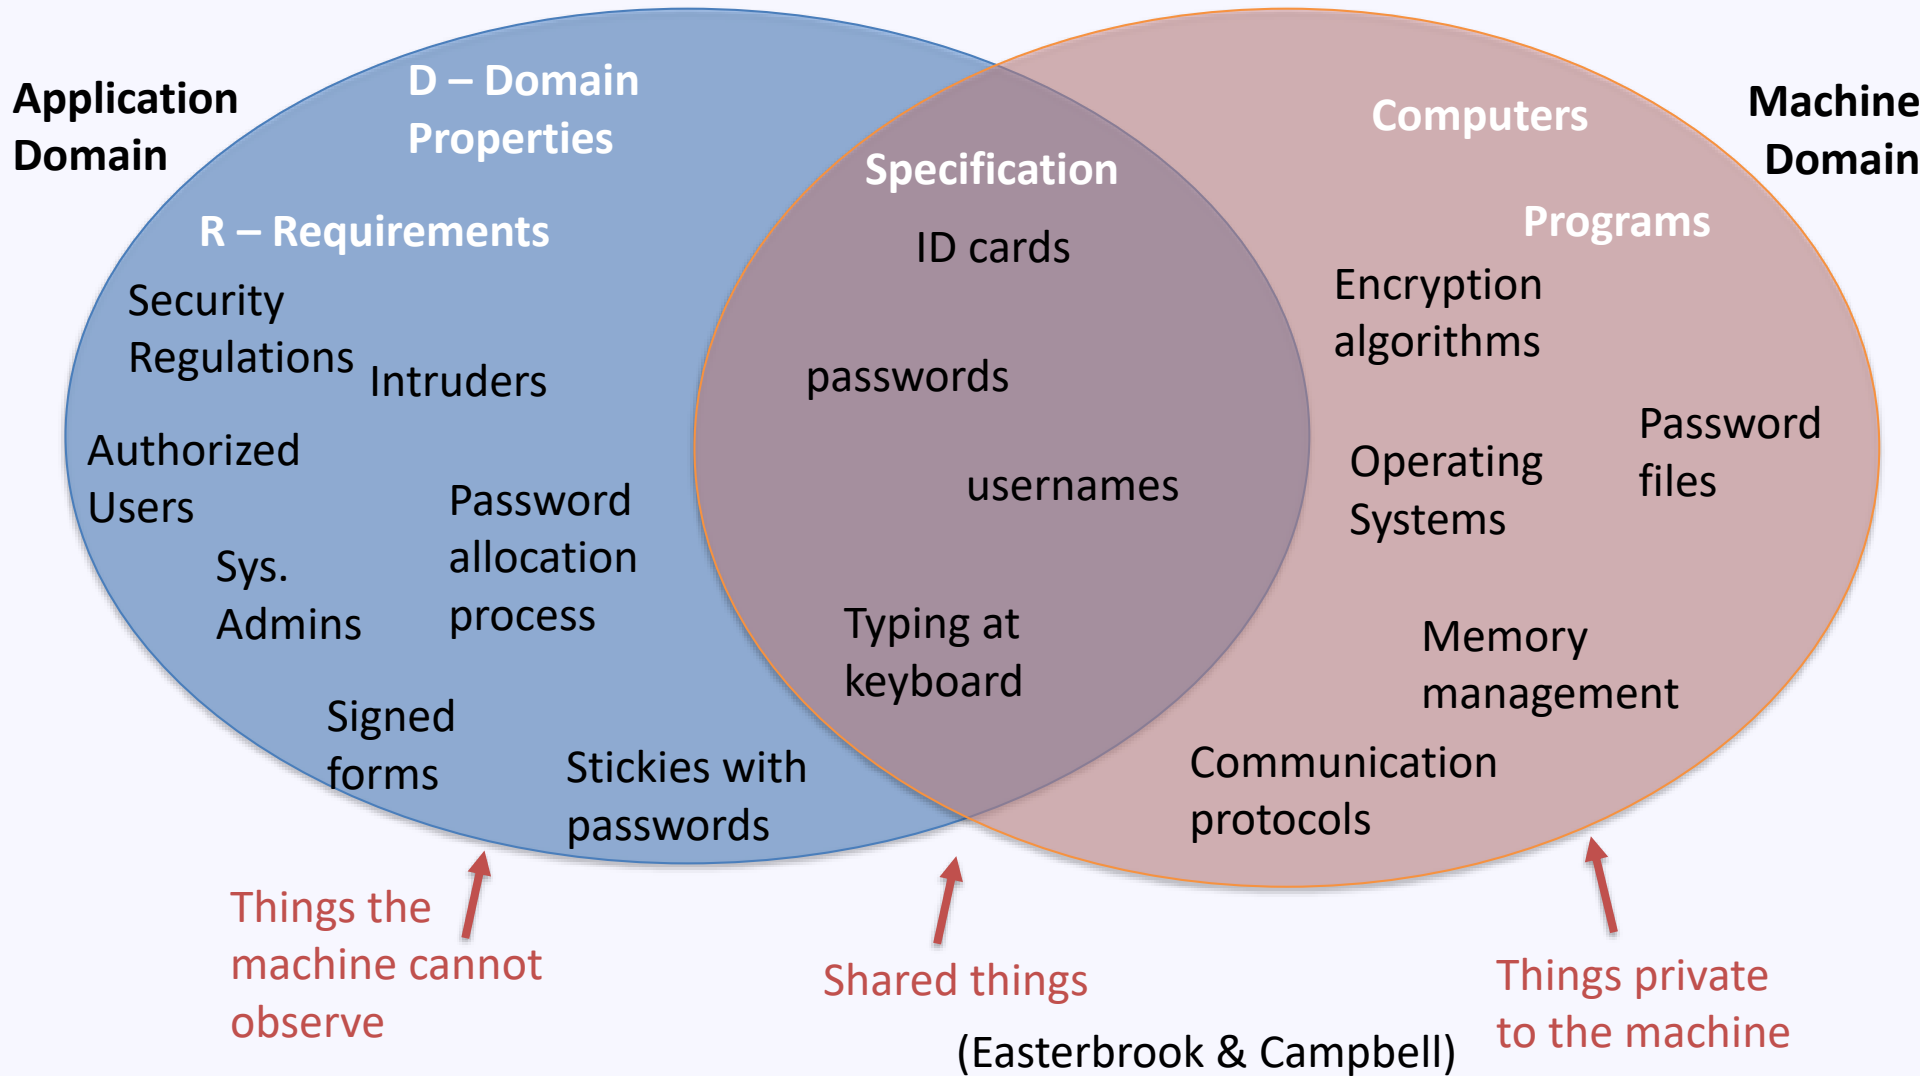 Application
Domain
D – Domain
Properties
R – Requirements
Security
Regulations
Intruders
Authorized
Users
Password
allocation
process
Sys.
Admins
Signed
forms
Stickies with
passwords
Specification
ID cards
passwords
usernames
Typing at
keyboard
Machine
Domain
Computers
Programs
Encryption
algorithms
Password
files
Operating
Systems
Memory
management
Communication
protocols
Things the
machine cannot
observe
Shared things
Things private
to the machine
(Easterbrook & Campbell)